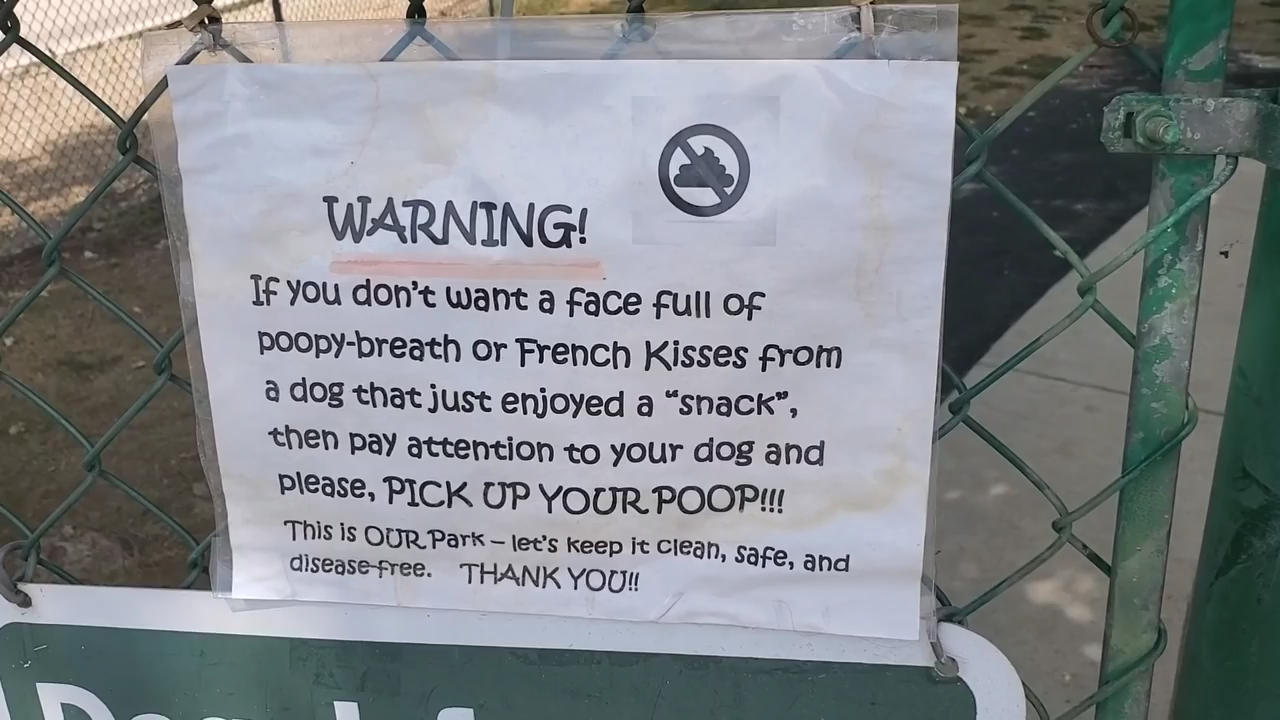 WARNING!
If you don't want a face full of
poopy-breath or French Kisses from
a dog that just enjoyed a "snack",
then pay attention to your dog and
please, PICK UP YOUR POOP!!!
This is OUR Park – let's keep it clean, safe, and
disease-free. THANK YOU!!